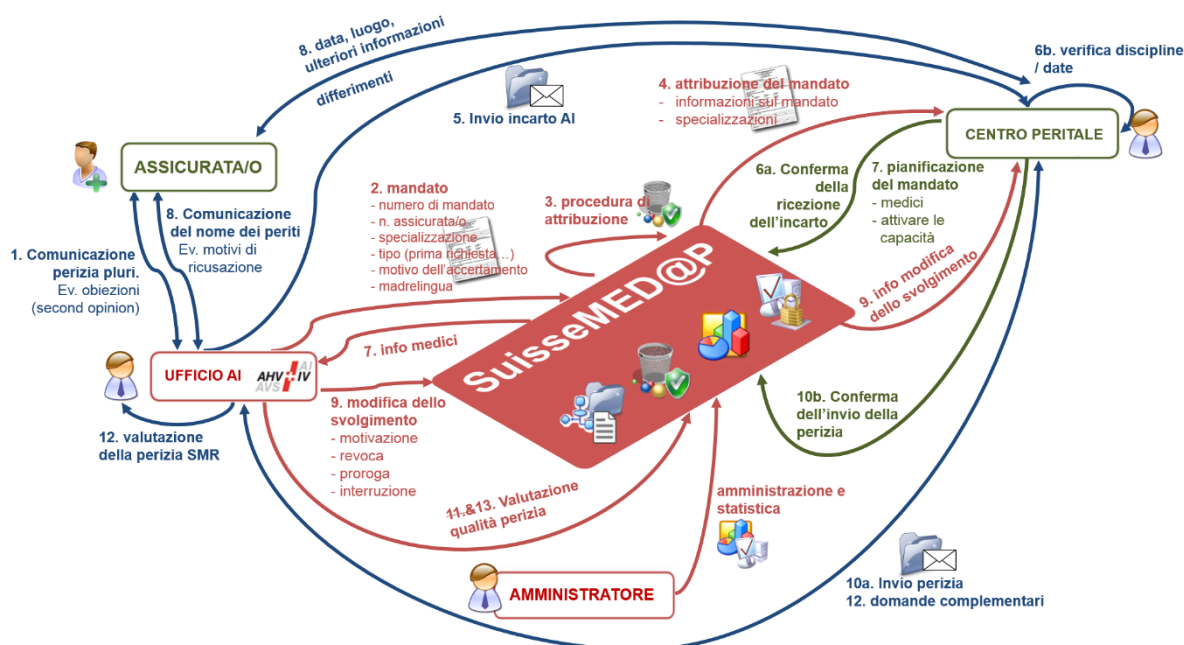 8. data, luogo,
ulteriori informazioni
differimenti
5. Invio incarto AI
4. attribuzione del mandato
- informazioni sul mandato
- specializzazioni
6b. verifica discipline
/ date
CENTRO PERITALE
ASSICURATA/O
8. Comunicazione
del nome dei periti
Ev. motivi di
ricusazione
1. Comunicazione
perizia pluri.
Ev. obiezioni
(second opinion)
2. mandato
- numero di mandato
- n. assicurata/o
- specializzazione
- tipo (prima richiesta…)
- motivo dell'accertamento
- madrelingua
3. procedura di
attribuzione
6a. Conferma
della
ricezione
dell'incarto
7. pianificazione
del mandato
- medici
- attivare le
capacità
SuisseMED@P
9. info modifica
dello svolgimento
7. info medici
UFFICIO AI
AHV IV
AVS AI
9. modifica dello
svolgimento
- motivazione
- revoca
- proroga
- interruzione
12. valutazione
della perizia SMR
10b. Conferma
dell'invio della
perizia
11.&13. Valutazione
qualità perizia
amministrazione e
statistica
AMMINISTRATORE
10a. Invio perizia
12. domande complementari